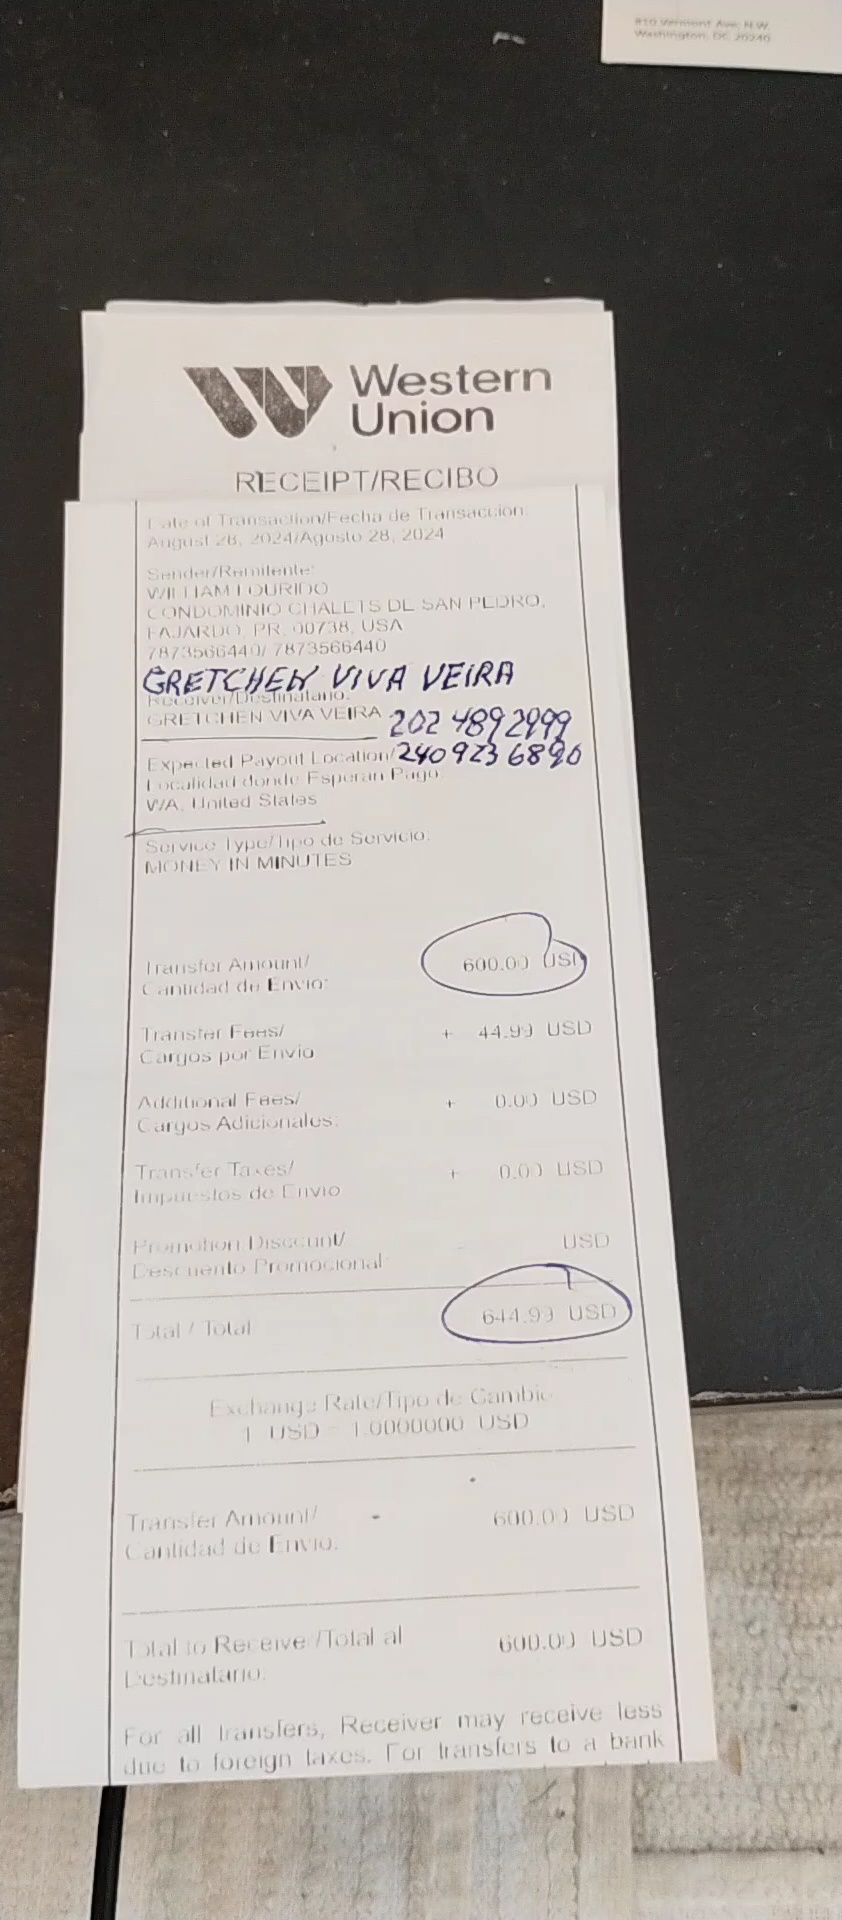 810 Vermont Ave, N.W.
Washington, DC 20240
Western
Union
RECEIPT/RECIBO
Date of Transaction/Fecha de Transaccion:
August 28, 2024/Agosto 28, 2024
Sender/Remitente:
WILLIAM LOURIDO
CONDOMINIO CHALETS DE SAN PEDRO,
FAJARDO, PR, 00738, USA
7873566440/ 7873566440
GRETCHEN VIVA VEIRA
Receiver/Destinatario:
GRETCHEN VIVA VEIRA 202 489 2999
Expected Payout Location/ 240 923 6890
Localidad donde Esperan Pago:
WA, United States
Service Type/Tipo de Servicio:
MONEY IN MINUTES
Transfer Amount/ 600.00 USD
Cantidad de Envio:
Transfer Fees/ + 44.99 USD
Cargos por Envio
Additional Fees/ + 0.00 USD
Cargos Adicionales:
Transfer Taxes/ + 0.00 USD
Impuestos de Envio
Promotion Discount/ USD
Descuento Promocional
Total / Total 644.99 USD
Exchange Rate/Tipo de Cambio
1 USD = 1.0000000 USD
Transfer Amount/ 600.00 USD
Cantidad de Envio:
Total to Receiver/Total al 600.00 USD
Destinatario:
For all transfers, Receiver may receive less
due to foreign taxes. For transfers to a bank